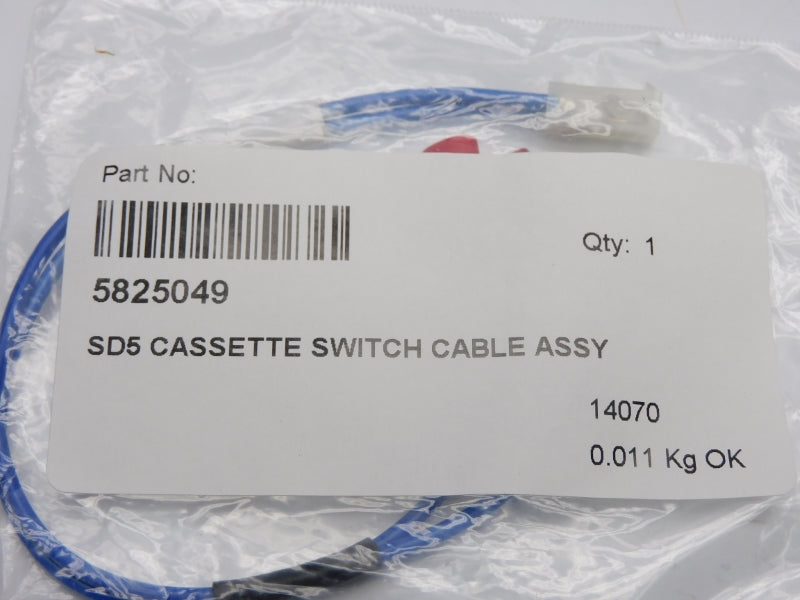 Part No:
Qty: 1
5825049
SD5 CASSETTE SWITCH CABLE ASSY
14070
0.011 Kg OK